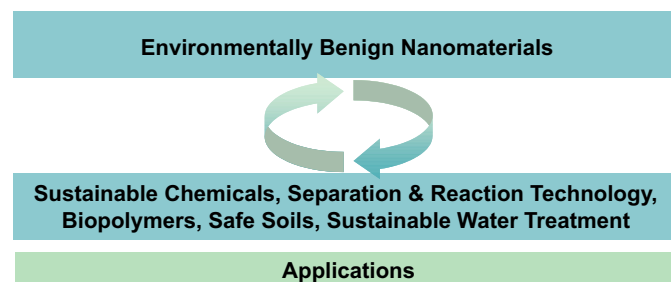 Environmentally Benign Nanomaterials
Sustainable Chemicals, Separation & Reaction Technology,
Biopolymers, Safe Soils, Sustainable Water Treatment
Applications